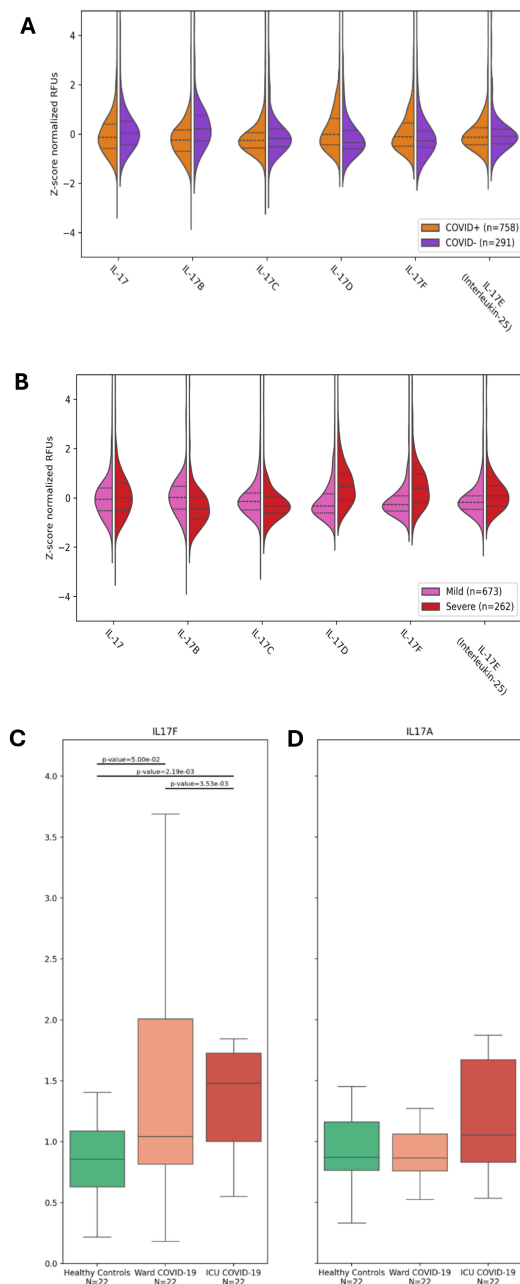 A
4
2
0
−2
−4
Z-score normalized RFUs
COVID+ (n=758)
COVID- (n=291)
IL-17
IL-17B
IL-17C
IL-17D
IL-17F
IL-17E
(Interleukin-25)
B
4
2
0
−2
−4
Z-score normalized RFUs
Mild (n=673)
Severe (n=262)
IL-17
IL-17B
IL-17C
IL-17D
IL-17F
IL-17E
(Interleukin-25)
C
IL17F
p-value=5.00e-02
p-value=2.19e-03
p-value=3.53e-03
4.0
3.5
3.0
2.5
2.0
1.5
1.0
0.5
0.0
Healthy Controls
N=22
Ward COVID-19
N=22
ICU COVID-19
N=22
D
IL17A
Healthy Controls
N=22
Ward COVID-19
N=22
ICU COVID-19
N=22